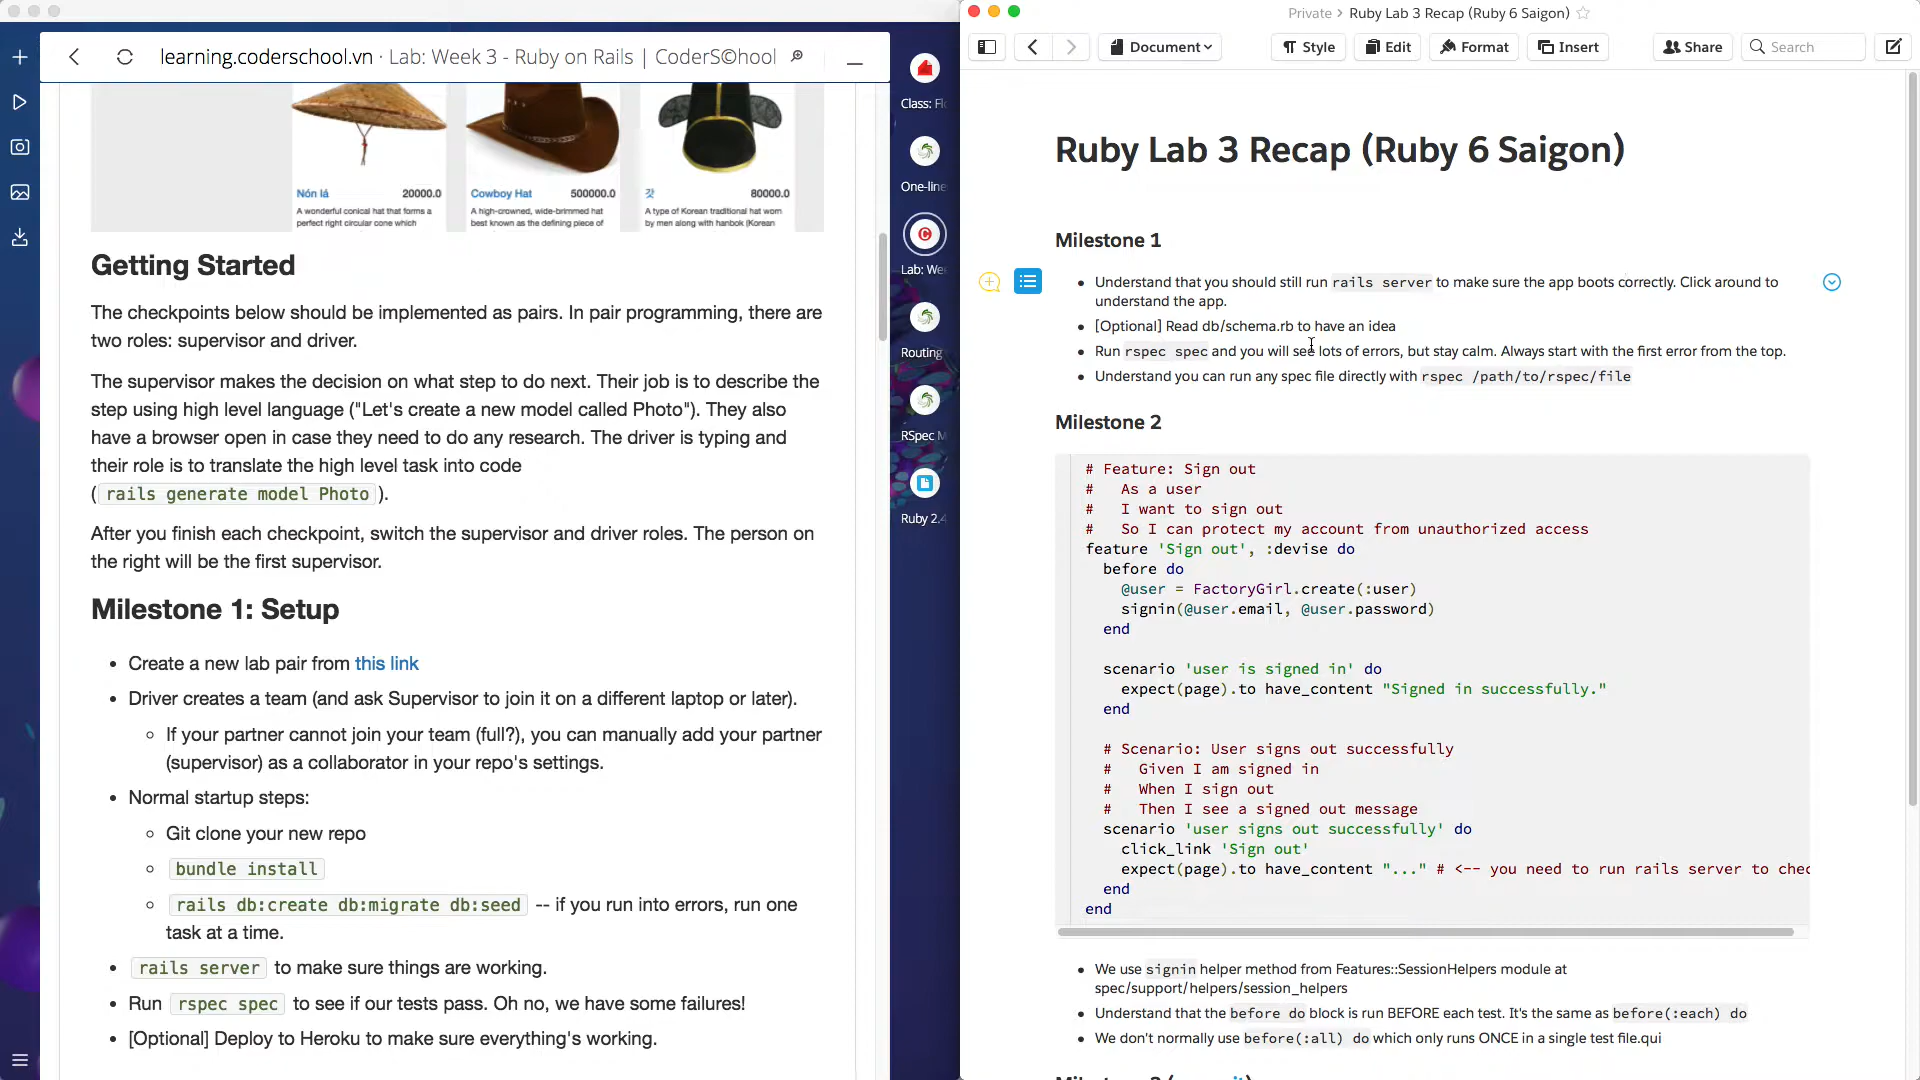 learning.coderschool.vn · Lab: Week 3 - Ruby on Rails | CoderS©hool
Nón lá 20000.0
A wonderful conical hat that forms a
perfect right circular cone which
Cowboy Hat 500000.0
A high-crowned, wide-brimmed hat
best known as the defining piece of
갓 80000.0
A type of Korean traditional hat worn
by men along with hanbok (Korean
Getting Started
The checkpoints below should be implemented as pairs. In pair programming, there are
two roles: supervisor and driver.
The supervisor makes the decision on what step to do next. Their job is to describe the
step using high level language ("Let's create a new model called Photo"). They also
have a browser open in case they need to do any research. The driver is typing and
their role is to translate the high level task into code
( rails generate model Photo ).
After you finish each checkpoint, switch the supervisor and driver roles. The person on
the right will be the first supervisor.
Milestone 1: Setup
• Create a new lab pair from this link
• Driver creates a team (and ask Supervisor to join it on a different laptop or later).
◦ If your partner cannot join your team (full?), you can manually add your partner
(supervisor) as a collaborator in your repo's settings.
• Normal startup steps:
◦ Git clone your new repo
◦ bundle install
◦ rails db:create db:migrate db:seed -- if you run into errors, run one
task at a time.
• rails server to make sure things are working.
• Run rspec spec to see if our tests pass. Oh no, we have some failures!
• [Optional] Deploy to Heroku to make sure everything's working.
Class: Fl
One-line
C
Lab: We
Routing
RSpec M
Ruby 2.4
Private › Ruby Lab 3 Recap (Ruby 6 Saigon)
Document
Style
Edit
Format
Insert
Share
Search
Ruby Lab 3 Recap (Ruby 6 Saigon)
Milestone 1
• Understand that you should still run rails server to make sure the app boots correctly. Click around to
understand the app.
• [Optional] Read db/schema.rb to have an idea
• Run rspec spec and you will see lots of errors, but stay calm. Always start with the first error from the top.
• Understand you can run any spec file directly with rspec /path/to/rspec/file
Milestone 2
# Feature: Sign out
#   As a user
#   I want to sign out
#   So I can protect my account from unauthorized access
feature 'Sign out', :devise do
  before do
    @user = FactoryGirl.create(:user)
    signin(@user.email, @user.password)
  end
  scenario 'user is signed in' do
    expect(page).to have_content "Signed in successfully."
  end
  # Scenario: User signs out successfully
  #   Given I am signed in
  #   When I sign out
  #   Then I see a signed out message
  scenario 'user signs out successfully' do
    click_link 'Sign out'
    expect(page).to have_content "..." # <-- you need to run rails server to chec
  end
end
• We use signin helper method from Features::SessionHelpers module at
spec/support/helpers/session_helpers
• Understand that the before do block is run BEFORE each test. It's the same as before(:each) do
• We don't normally use before(:all) do which only runs ONCE in a single test file.qui